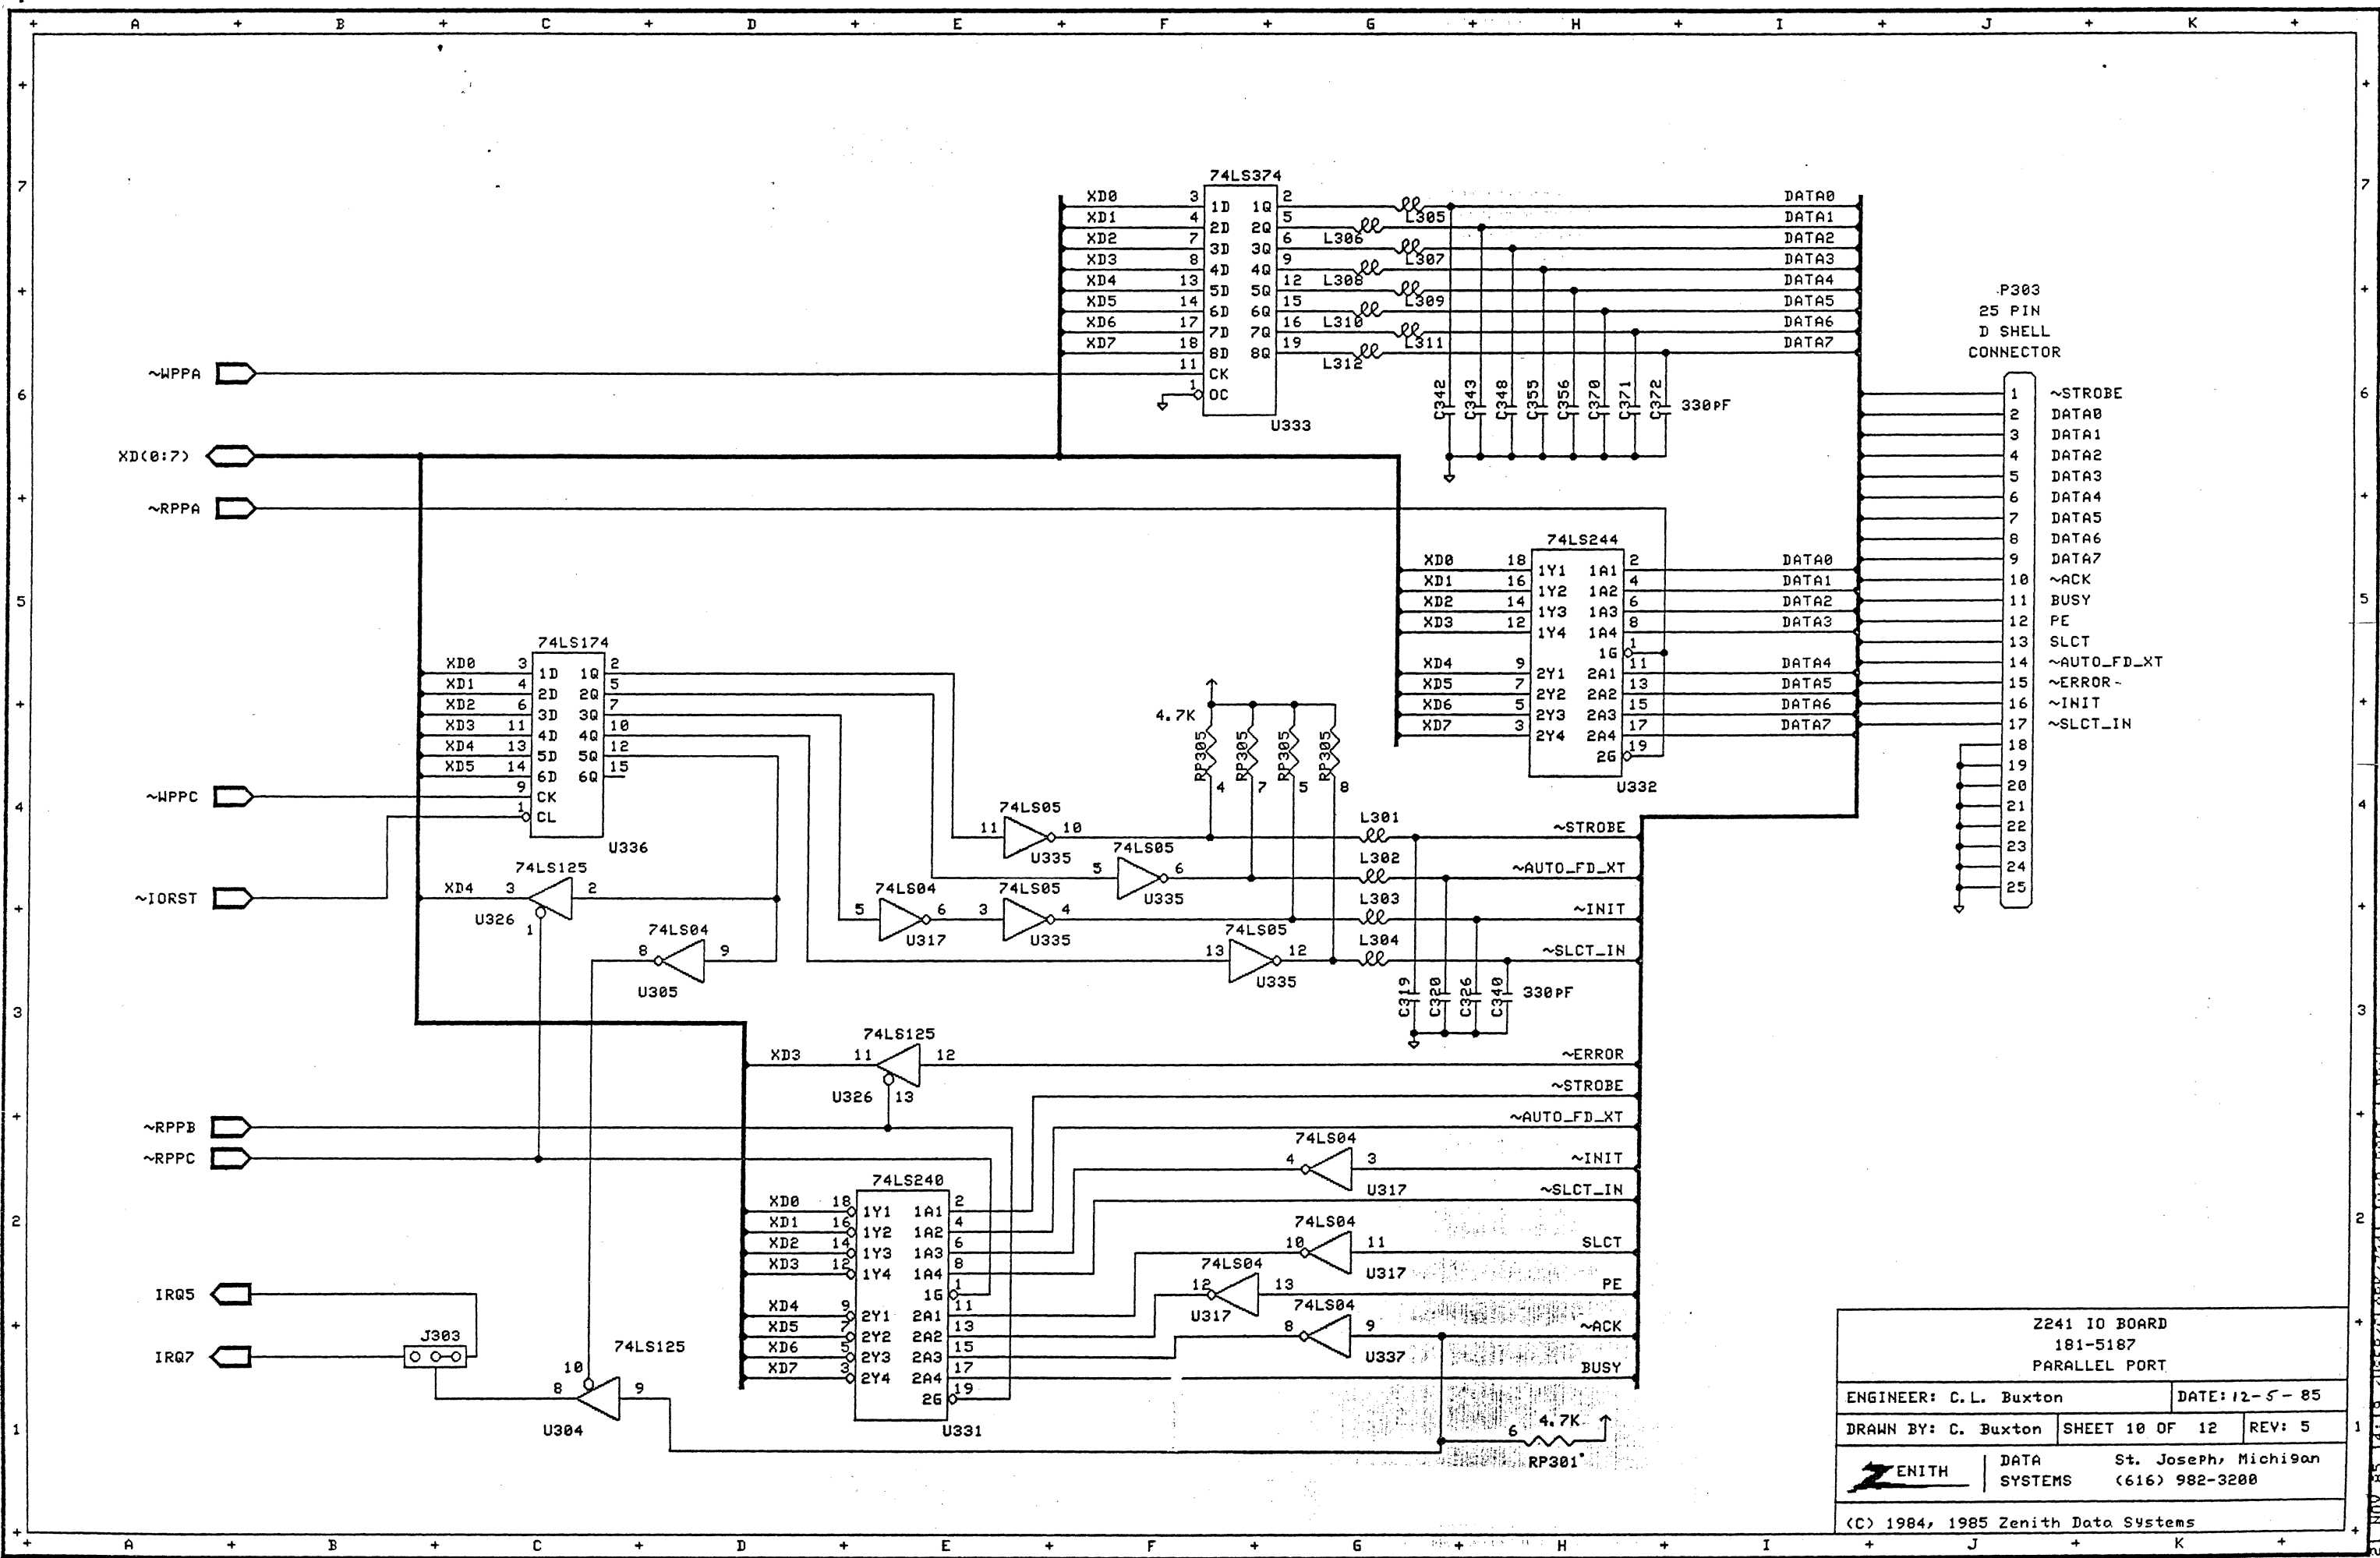 A + B + C + D + E + F + G + H + I + J + K +
7
6
5
4
3
2
1
74LS374
XD0 3 1D 1Q 2 L305 DATA0
XD1 4 2D 2Q 5 L306 DATA1
XD2 7 3D 3Q 6 L307 DATA2
XD3 8 4D 4Q 9 L308 DATA3
XD4 13 5D 5Q 12 L309 DATA4
XD5 14 6D 6Q 15 L310 DATA5
XD6 17 7D 7Q 16 L311 DATA6
XD7 18 8D 8Q 19 L312 DATA7
~WPPA 11 CK
1 OC
U333
C342 C343 C348 C355 C356 C370 C371 C372 330PF
XD(0:7)
~RPPA
P303
25 PIN
D SHELL
CONNECTOR
1 ~STROBE
2 DATA0
3 DATA1
4 DATA2
5 DATA3
6 DATA4
7 DATA5
8 DATA6
9 DATA7
10 ~ACK
11 BUSY
12 PE
13 SLCT
14 ~AUTO_FD_XT
15 ~ERROR
16 ~INIT
17 ~SLCT_IN
18
19
20
21
22
23
24
25
74LS244
XD0 18 1Y1 1A1 2 DATA0
XD1 16 1Y2 1A2 4 DATA1
XD2 14 1Y3 1A3 6 DATA2
XD3 12 1Y4 1A4 8 DATA3
1G 1
XD4 9 2Y1 2A1 11 DATA4
XD5 7 2Y2 2A2 13 DATA5
XD6 5 2Y3 2A3 15 DATA6
XD7 3 2Y4 2A4 17 DATA7
2G 19
U332
74LS174
XD0 3 1D 1Q 2
XD1 4 2D 2Q 5
XD2 6 3D 3Q 7
XD3 11 4D 4Q 10
XD4 13 5D 5Q 12
XD5 14 6D 6Q 15
~WPPC 9 CK
1 CL
U336
4.7K
RP305 RP305 RP305 RP305
4 7 5 8
74LS05
11 10 U335 L301 ~STROBE
74LS05
5 6 U335 L302 ~AUTO_FD_XT
74LS04
5 6 U317
74LS05
3 4 U335 L303 ~INIT
74LS05
13 12 U335 L304 ~SLCT_IN
C319 C320 C326 C340 330PF
~IORST
74LS125
XD4 3 2
U326 1
74LS04
8 9
U305
74LS125
XD3 11 12 ~ERROR
U326 13
~STROBE
~RPPB
~AUTO_FD_XT
~RPPC
74LS04
4 3 ~INIT
U317
~SLCT_IN
74LS240
XD0 18 1Y1 1A1 2
XD1 16 1Y2 1A2 4
XD2 14 1Y3 1A3 6
XD3 12 1Y4 1A4 8
1G 1
XD4 9 2Y1 2A1 11
XD5 7 2Y2 2A2 13
XD6 5 2Y3 2A3 15
XD7 3 2Y4 2A4 17
2G 19
U331
74LS04
10 11 SLCT
U317
74LS04
12 13 PE
U317
74LS04
8 9 ~ACK
U337
BUSY
IRQ5
J303
IRQ7
74LS125
10
8 9
U304
4.7K
6
RP301
Z241 IO BOARD
181-5187
PARALLEL PORT
ENGINEER: C.L. Buxton DATE: 12-5-85
DRAWN BY: C. Buxton SHEET 10 OF 12 REV: 5
ZENITH DATA SYSTEMS
St. Joseph, Michigan
(616) 982-3200
(C) 1984, 1985 Zenith Data Systems
A + B + C + D + E + F + G + H + I + J + K +